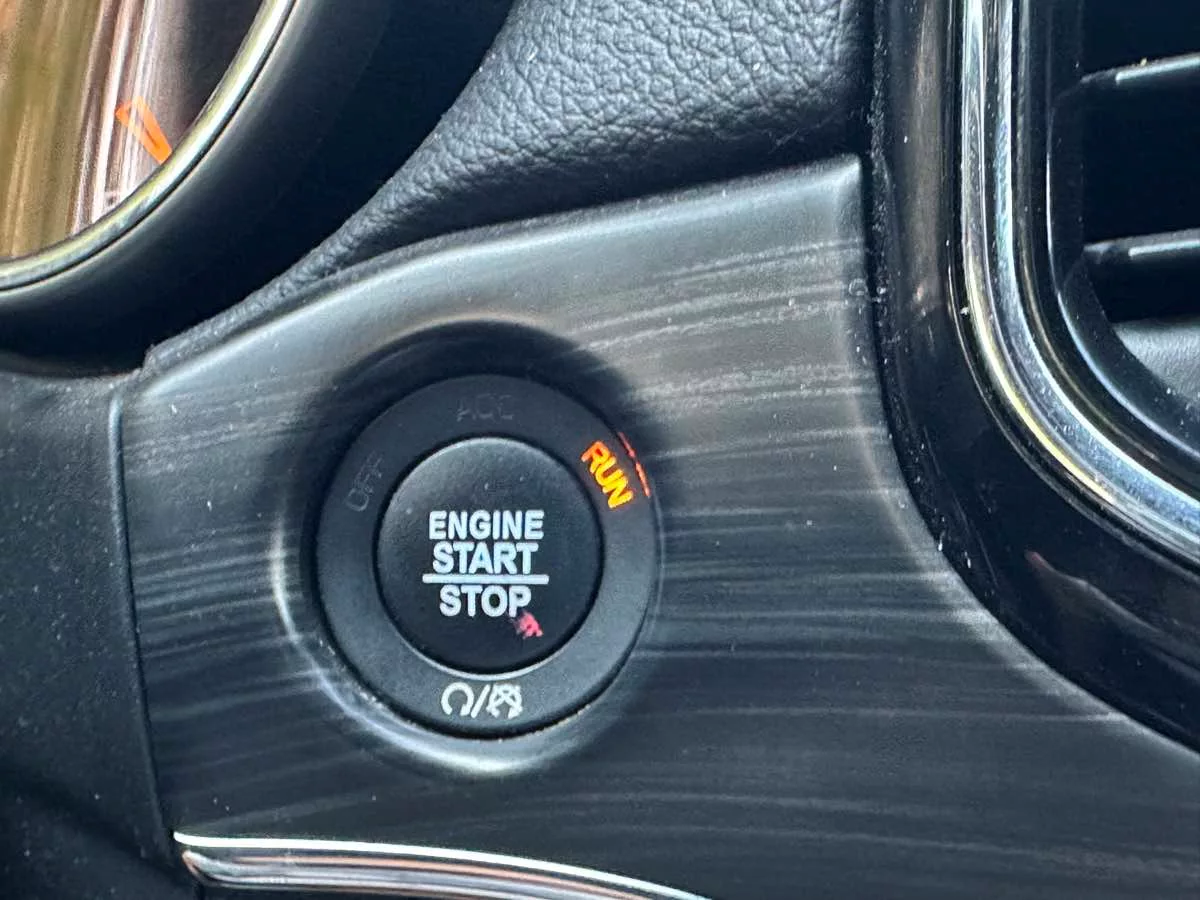 ACC
OFF
RUN
ENGINE
START
STOP